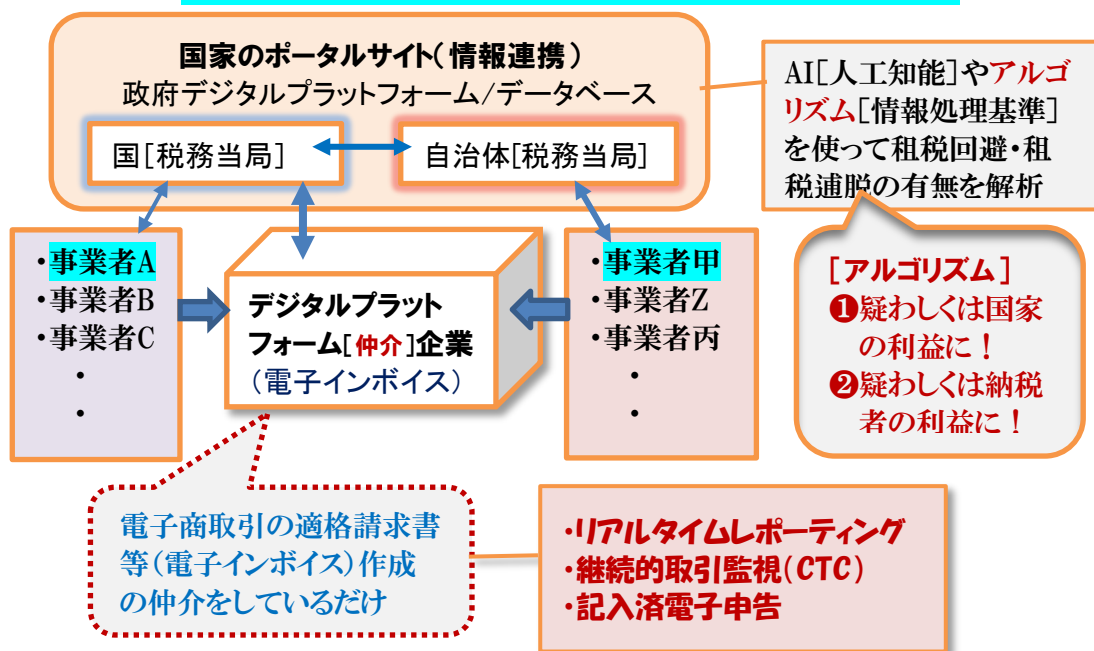 国家のポータルサイト(情報連携)
政府デジタルプラットフォーム/データベース
国[税務当局]
自治体[税務当局]
AI[人工知能]やアルゴ
リズム[情報処理基準]
を使って租税回避・租
税逋脱の有無を解析
・事業者A
・事業者B
・事業者C
・
・
デジタルプラット
フォーム[仲介]企業
(電子インボイス)
・事業者甲
・事業者Z
・事業者丙
・
・
[アルゴリズム]
❶疑わしくは国家
の利益に!
❷疑わしくは納税
者の利益に!
電子商取引の適格請求書
等(電子インボイス)作成
の仲介をしているだけ
・リアルタイムレポーティング
・継続的取引監視(CTC)
・記入済電子申告